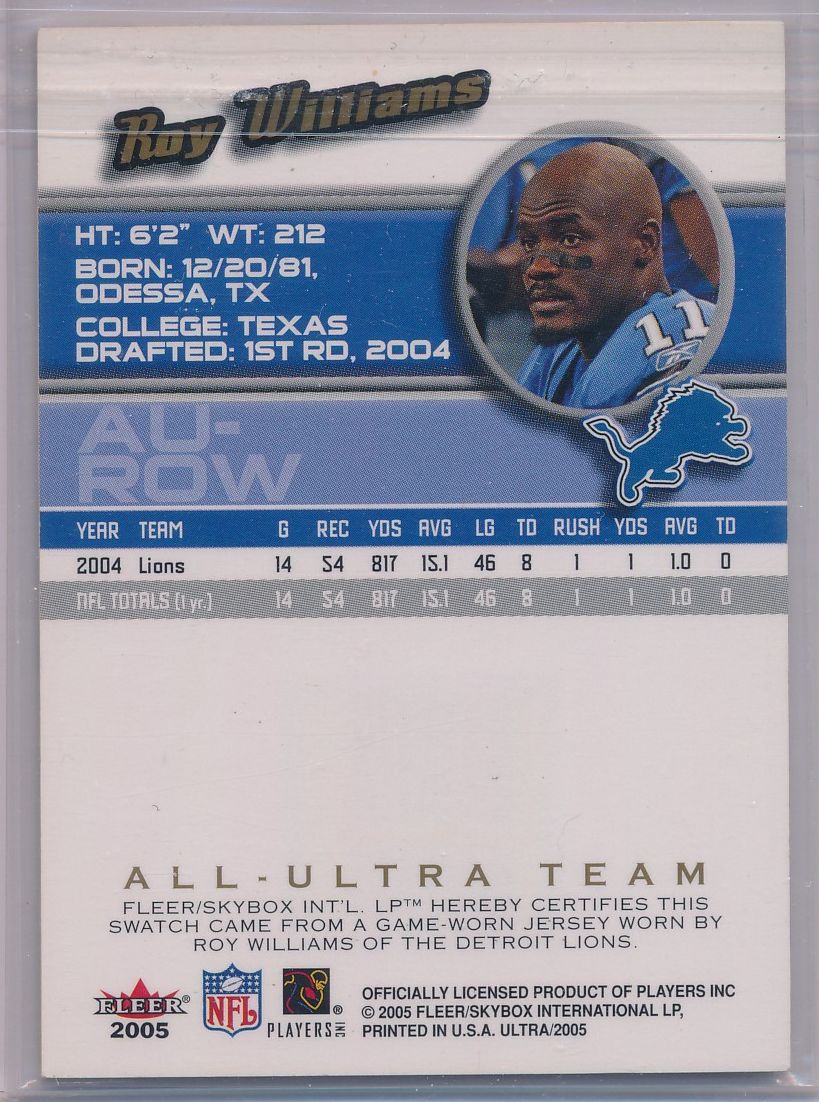 Roy Williams
HT: 6'2" WT: 212
BORN: 12/20/81,
ODESSA, TX
COLLEGE: TEXAS
DRAFTED: 1ST RD, 2004
11
AU-
ROW
YEAR TEAM G REC YDS AVG LG TD RUSH YDS AVG TD
2004 Lions 14 54 817 15.1 46 8 1 1 1.0 0
NFL TOTALS (1 yr.) 14 54 817 15.1 46 8 1 1 1.0 0
ALL-ULTRA TEAM
FLEER/SKYBOX INT'L. LP™ HEREBY CERTIFIES THIS
SWATCH CAME FROM A GAME-WORN JERSEY WORN BY
ROY WILLIAMS OF THE DETROIT LIONS.
FLEER®
2005
NFL
PLAYERS INC ®
OFFICIALLY LICENSED PRODUCT OF PLAYERS INC
© 2005 FLEER/SKYBOX INTERNATIONAL LP,
PRINTED IN U.S.A. ULTRA/2005